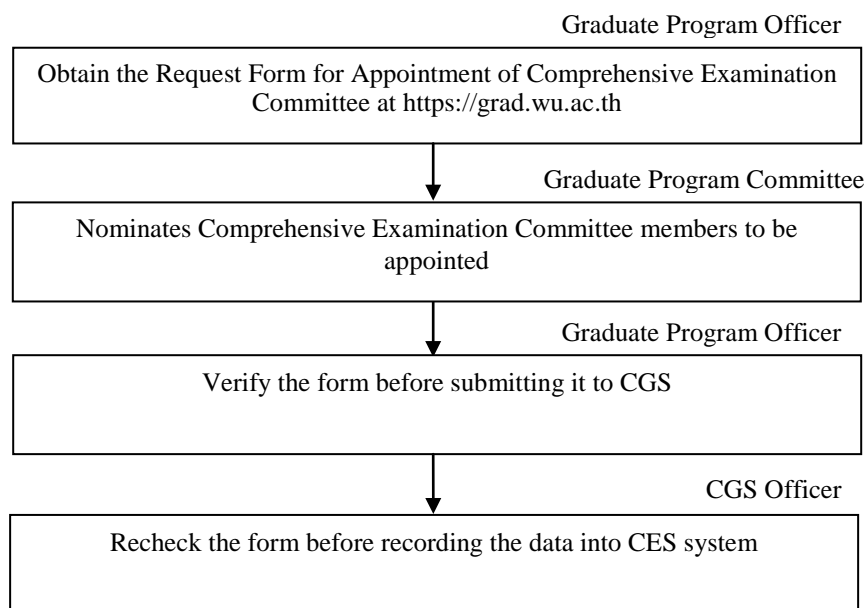 Graduate Program Officer
Obtain the Request Form for Appointment of Comprehensive Examination
Committee at https://grad.wu.ac.th
Graduate Program Committee
Nominates Comprehensive Examination Committee members to be
appointed
Graduate Program Officer
Verify the form before submitting it to CGS
CGS Officer
Recheck the form before recording the data into CES system